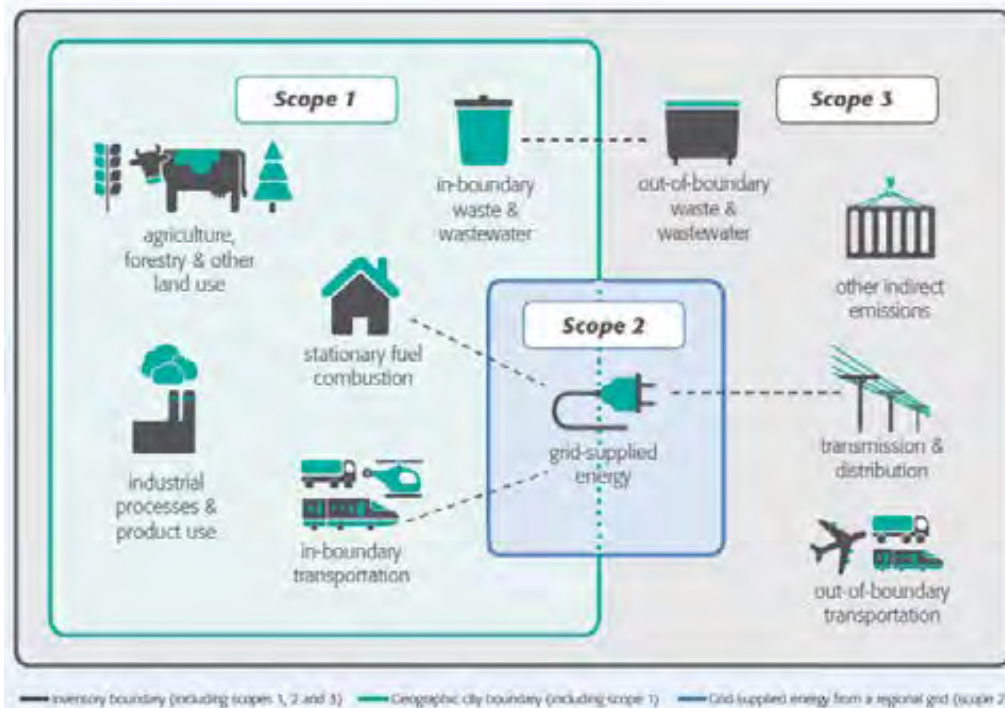 Scope 1
Scope 3
in-boundary
waste &
wastewater
out-of-boundary
waste &
wastewater
agriculture,
forestry & other
land use
other indirect
emissions
Scope 2
stationary fuel
combustion
grid-supplied
energy
transmission &
distribution
industrial
processes &
product use
in-boundary
transportation
out-of-boundary
transportation
Inventory boundary (including scopes 1, 2 and 3) Geographic city boundary (including scope 1) Grid-supplied energy from a regional grid (scope 2